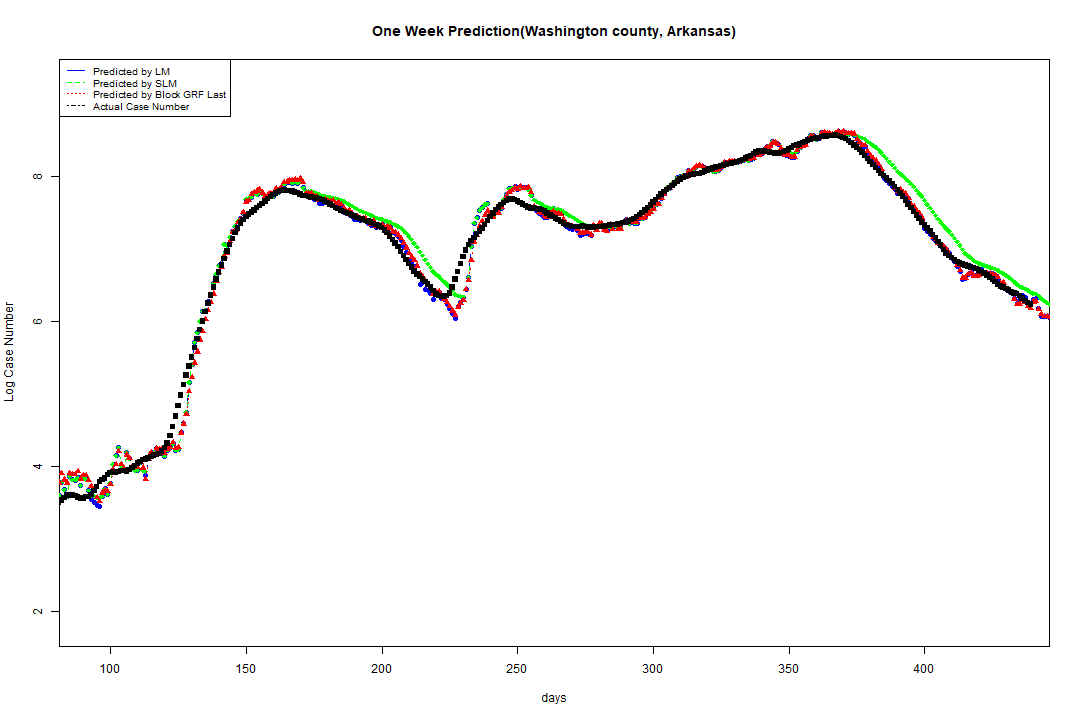 One Week Prediction(Washington county, Arkansas)
Predicted by LM
Predicted by SLM
Predicted by Block GRF Last
Actual Case Number
8
6
4
2
Log Case Number
100 150 200 250 300 350 400
days